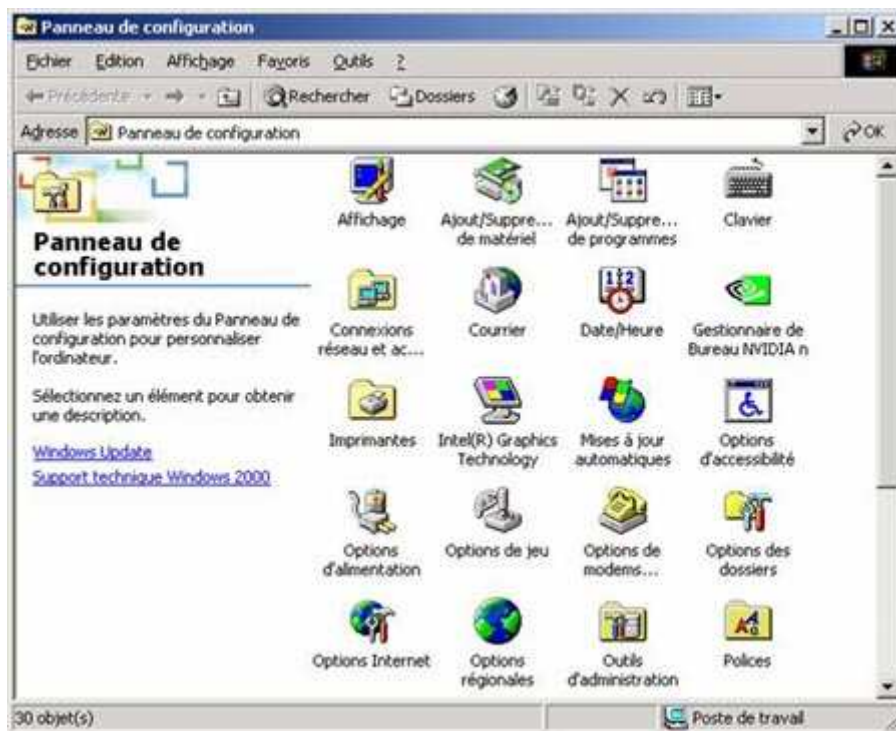 Panneau de configuration
Fichier Edition Affichage Favoris Outils ?
Précédente Rechercher Dossiers
Adresse Panneau de configuration OK
Panneau de
configuration
Utiliser les paramètres du Panneau de
configuration pour personnaliser
l'ordinateur.
Sélectionnez un élément pour obtenir
une description.
Windows Update
Support technique Windows 2000
Affichage
Ajout/Suppre...
de matériel
Ajout/Suppre...
de programmes
Clavier
Connexions
réseau et ac...
Courrier
Date/Heure
Gestionnaire de
Bureau NVIDIA n
Imprimantes
Intel(R) Graphics
Technology
Mises à jour
automatiques
Options
d'accessibilité
Options
d'alimentation
Options de jeu
Options de
modems...
Options des
dossiers
Options Internet
Options
régionales
Outils
d'administration
Polices
30 objet(s)
Poste de travail